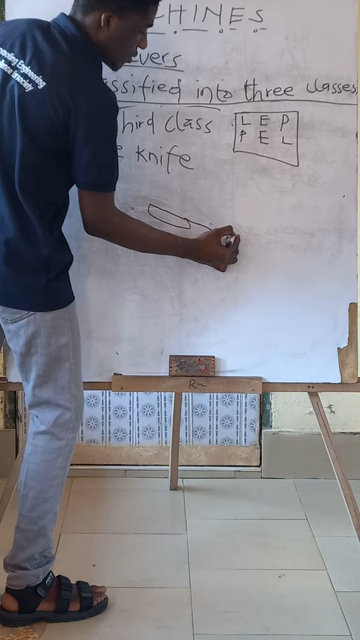 CHINES
evers
ssified into three classes
hird class
L E P
P E L
knife
R